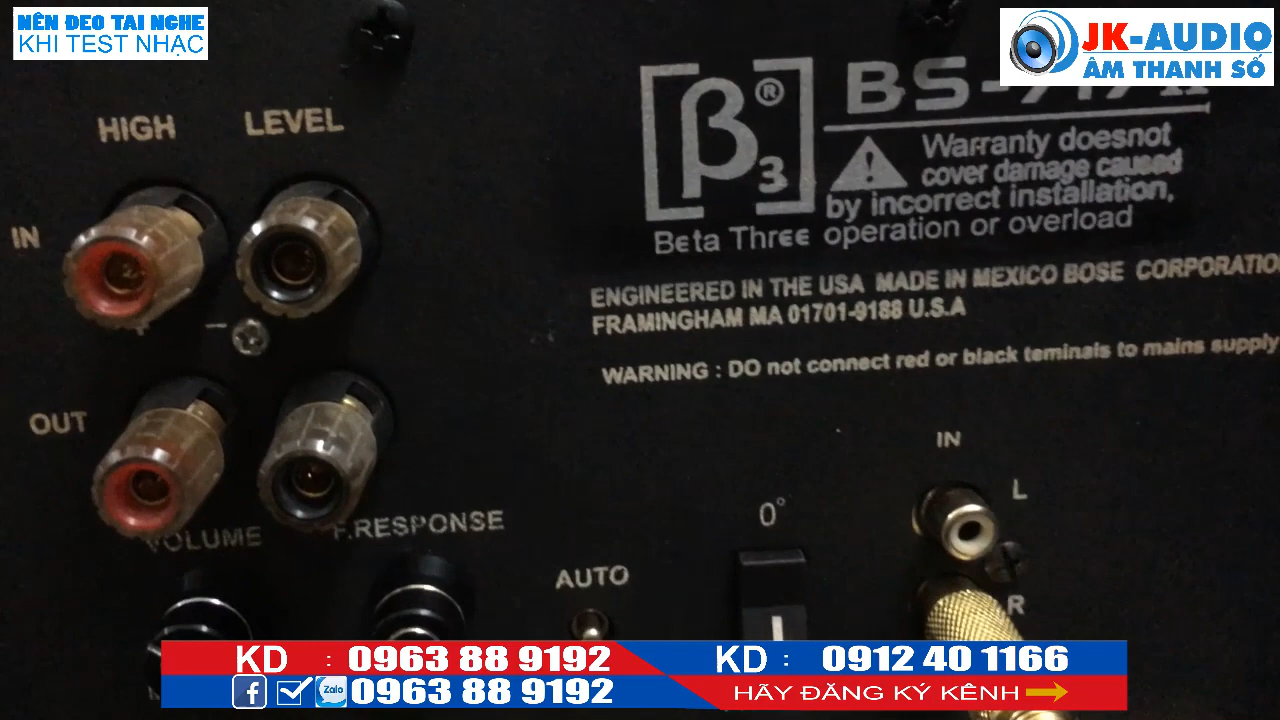 NÊN ĐEO TAI NGHE
KHI TEST NHẠC
JK-AUDIO
ÂM THANH SỐ
HIGH LEVEL
IN
OUT
VOLUME F.RESPONSE
AUTO
β3®
Beta Three
Warranty doesnot
cover damage caused
by incorrect installation,
operation or overload
ENGINEERED IN THE USA MADE IN MEXICO BOSE CORPORATIO
FRAMINGHAM MA 01701-9188 U.S.A
WARNING : DO not connect red or black teminals to mains supply
IN
L
0°
R
KD : 0963 88 9192
KD : 0912 40 1166
Zalo 0963 88 9192
HÃY ĐĂNG KÝ KÊNH